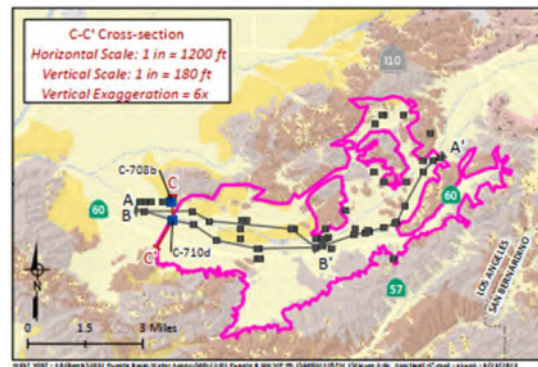 C-C' Cross-section
Horizontal Scale: 1 in = 1200 ft
Vertical Scale: 1 in = 180 ft
Vertical Exaggeration = 6x
110
C-708b
A'
A
C
60
60
B
C'
C-710d
B'
57
LOS ANGELES
SAN BERNARDINO
0 1.5 3 Miles